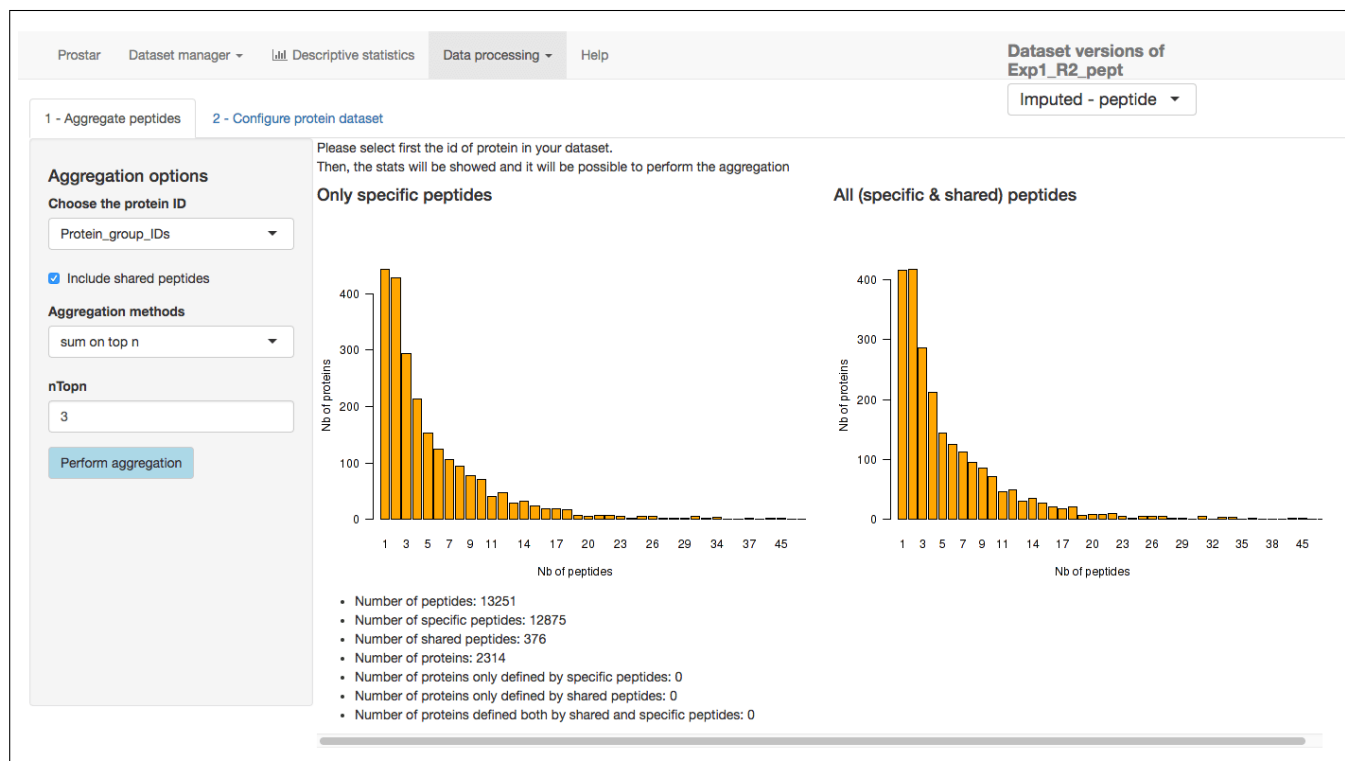 Prostar Dataset manager Descriptive statistics Data processing Help
Dataset versions of
Exp1_R2_pept
Imputed - peptide
1 - Aggregate peptides 2 - Configure protein dataset
Aggregation options
Choose the protein ID
Protein_group_IDs
Include shared peptides
Aggregation methods
sum on top n
nTopn
3
Perform aggregation
Please select first the id of protein in your dataset.
Then, the stats will be showed and it will be possible to perform the aggregation
Only specific peptides
400
300
200
100
0
Nb of proteins
1 3 5 7 9 11 14 17 20 23 26 29 34 37 45
Nb of peptides
All (specific & shared) peptides
400
300
200
100
0
Nb of proteins
1 3 5 7 9 11 14 17 20 23 26 29 32 35 38 45
Nb of peptides
• Number of peptides: 13251
• Number of specific peptides: 12875
• Number of shared peptides: 376
• Number of proteins: 2314
• Number of proteins only defined by specific peptides: 0
• Number of proteins only defined by shared peptides: 0
• Number of proteins defined both by shared and specific peptides: 0